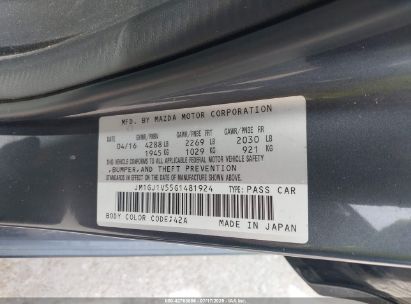 MFD. BY MAZDA MOTOR CORPORATION
GVWR/PNBV GAWR/PNBE FRT GAWR/PNBE RR
04/16 4288 LB 2269 LB 2030 LB
1945 KG 1029 KG 921 KG
THIS VEHICLE CONFORMS TO ALL APPLICABLE FEDERAL MOTOR VEHICLE SAFETY
, BUMPER, AND THEFT PREVENTION
STANDARDS IN EFFECT ON THE DATE OF MANUFACTURE SHOWN ABOVE.
JM1GJ1V55G1481924 TYPE: PASS CAR
BODY COLOR CODE: 42A MADE IN JAPAN